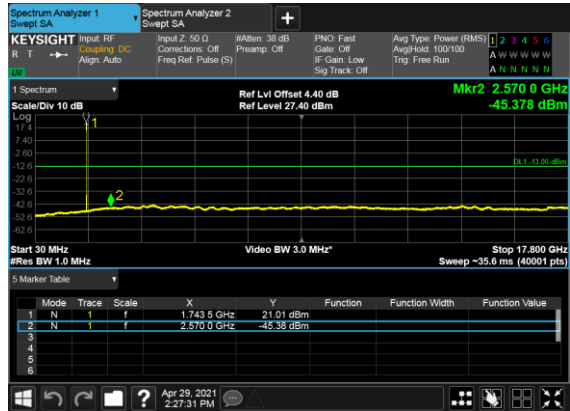 Spectrum Analyzer 1
Swept SA
Spectrum Analyzer 2
Swept SA
+
KEYSIGHT
R T
LU
Input: RF
Coupling: DC
Align: Auto
Input Z: 50 Ω
Corrections: Off
Freq Ref: Pulse (S)
#Atten: 38 dB
Preamp: Off
PNO: Fast
Gate: Off
IF Gain: Low
Sig Track: Off
Avg Type: Power (RMS)
Avg|Hold: 100/100
Trig: Free Run
1 2 3 4 5 6
A W W W W W
A N N N N N
1 Spectrum
Scale/Div 10 dB
Ref Lvl Offset 4.40 dB
Ref Level 27.40 dBm
Mkr2 2.570 0 GHz
-45.378 dBm
Log
17.4
7.40
-2.60
-12.6
-22.6
-32.6
-42.6
-52.6
-62.6
1
2
DL1 -13.00 dBm
Start 30 MHz
#Res BW 1.0 MHz
Video BW 3.0 MHz*
Stop 17.800 GHz
Sweep ~35.6 ms (40001 pts)
5 Marker Table
Mode Trace Scale X Y Function Function Width Function Value
1 N 1 f 1.743 5 GHz 21.01 dBm
2 N 1 f 2.570 0 GHz -45.38 dBm
3
4
5
6
?
Apr 29, 2021
2:27:31 PM